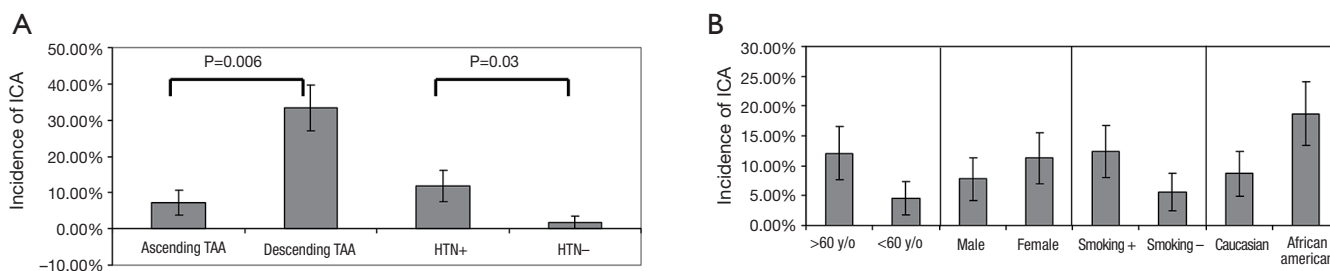 A
Incidence of ICA
50.00%
40.00%
30.00%
20.00%
10.00%
0.00%
–10.00%
P=0.006
P=0.03
Ascending TAA
Descending TAA
HTN+
HTN–
B
Incidence of ICA
30.00%
25.00%
20.00%
15.00%
10.00%
5.00%
0.00%
>60 y/o
<60 y/o
Male
Female
Smoking +
Smoking –
Caucasian
African
american